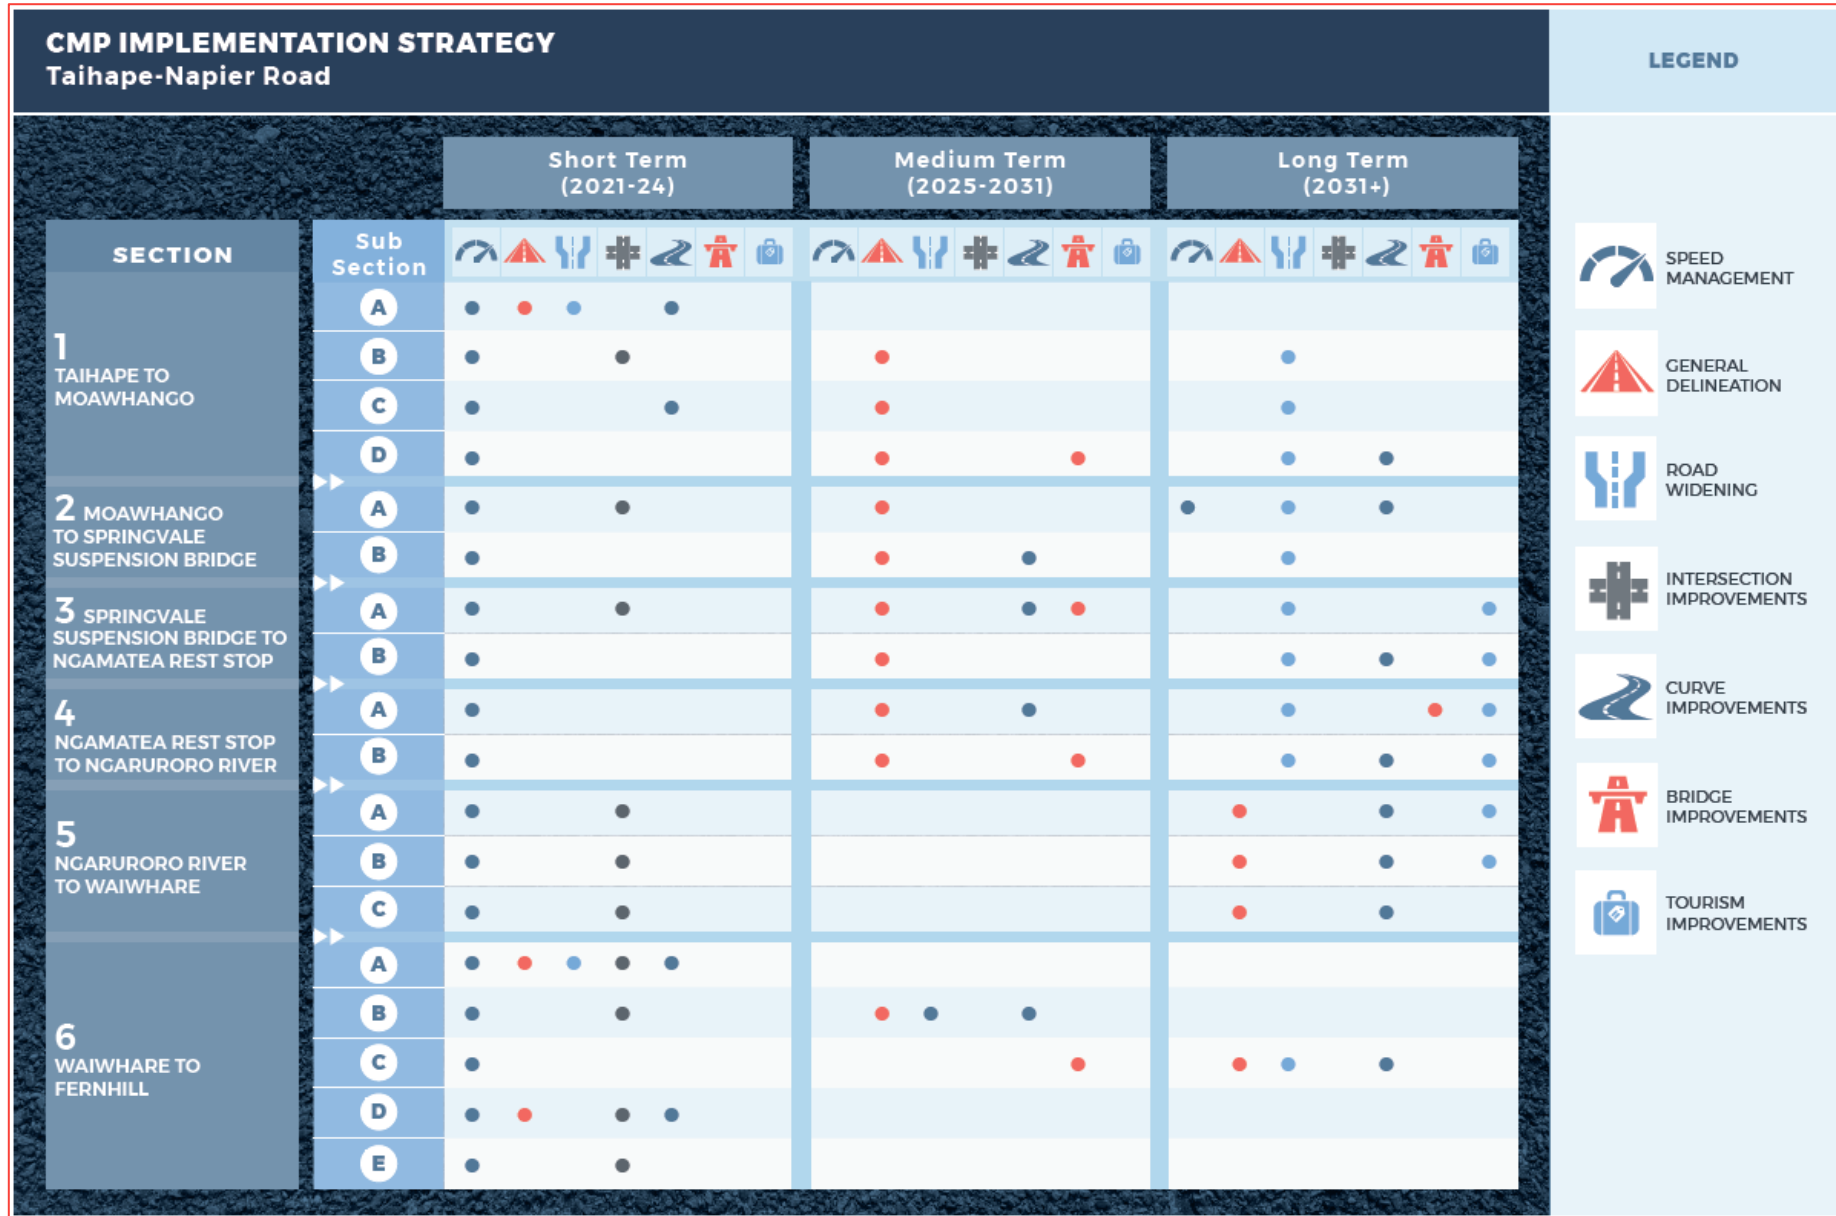 CMP IMPLEMENTATION STRATEGY
Taihape-Napier Road
LEGEND
Short Term
(2021-24)
Medium Term
(2025-2031)
Long Term
(2031+)
SECTION
Sub
Section
1
TAIHAPE TO
MOAWHANGO
A
B
C
D
2 MOAWHANGO
TO SPRINGVALE
SUSPENSION BRIDGE
A
B
3 SPRINGVALE
SUSPENSION BRIDGE TO
NGAMATEA REST STOP
A
B
4
NGAMATEA REST STOP
TO NGARURORO RIVER
A
B
5
NGARURORO RIVER
TO WAIWHARE
A
B
C
6
WAIWHARE TO
FERNHILL
A
B
C
D
E
SPEED
MANAGEMENT
GENERAL
DELINEATION
ROAD
WIDENING
INTERSECTION
IMPROVEMENTS
CURVE
IMPROVEMENTS
BRIDGE
IMPROVEMENTS
TOURISM
IMPROVEMENTS